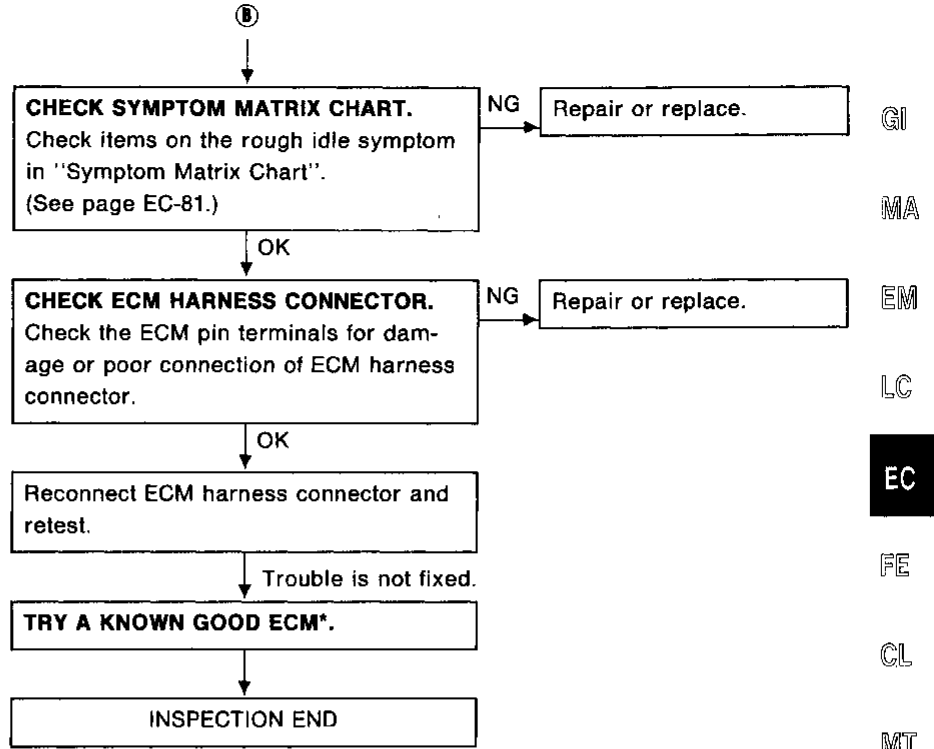 B
CHECK SYMPTOM MATRIX CHART.
Check items on the rough idle symptom
in "Symptom Matrix Chart".
(See page EC-81.)
NG
Repair or replace.
OK
CHECK ECM HARNESS CONNECTOR.
Check the ECM pin terminals for dam-
age or poor connection of ECM harness
connector.
NG
Repair or replace.
OK
Reconnect ECM harness connector and
retest.
Trouble is not fixed.
TRY A KNOWN GOOD ECM*.
INSPECTION END
GI
MA
EM
LC
EC
FE
CL
MT